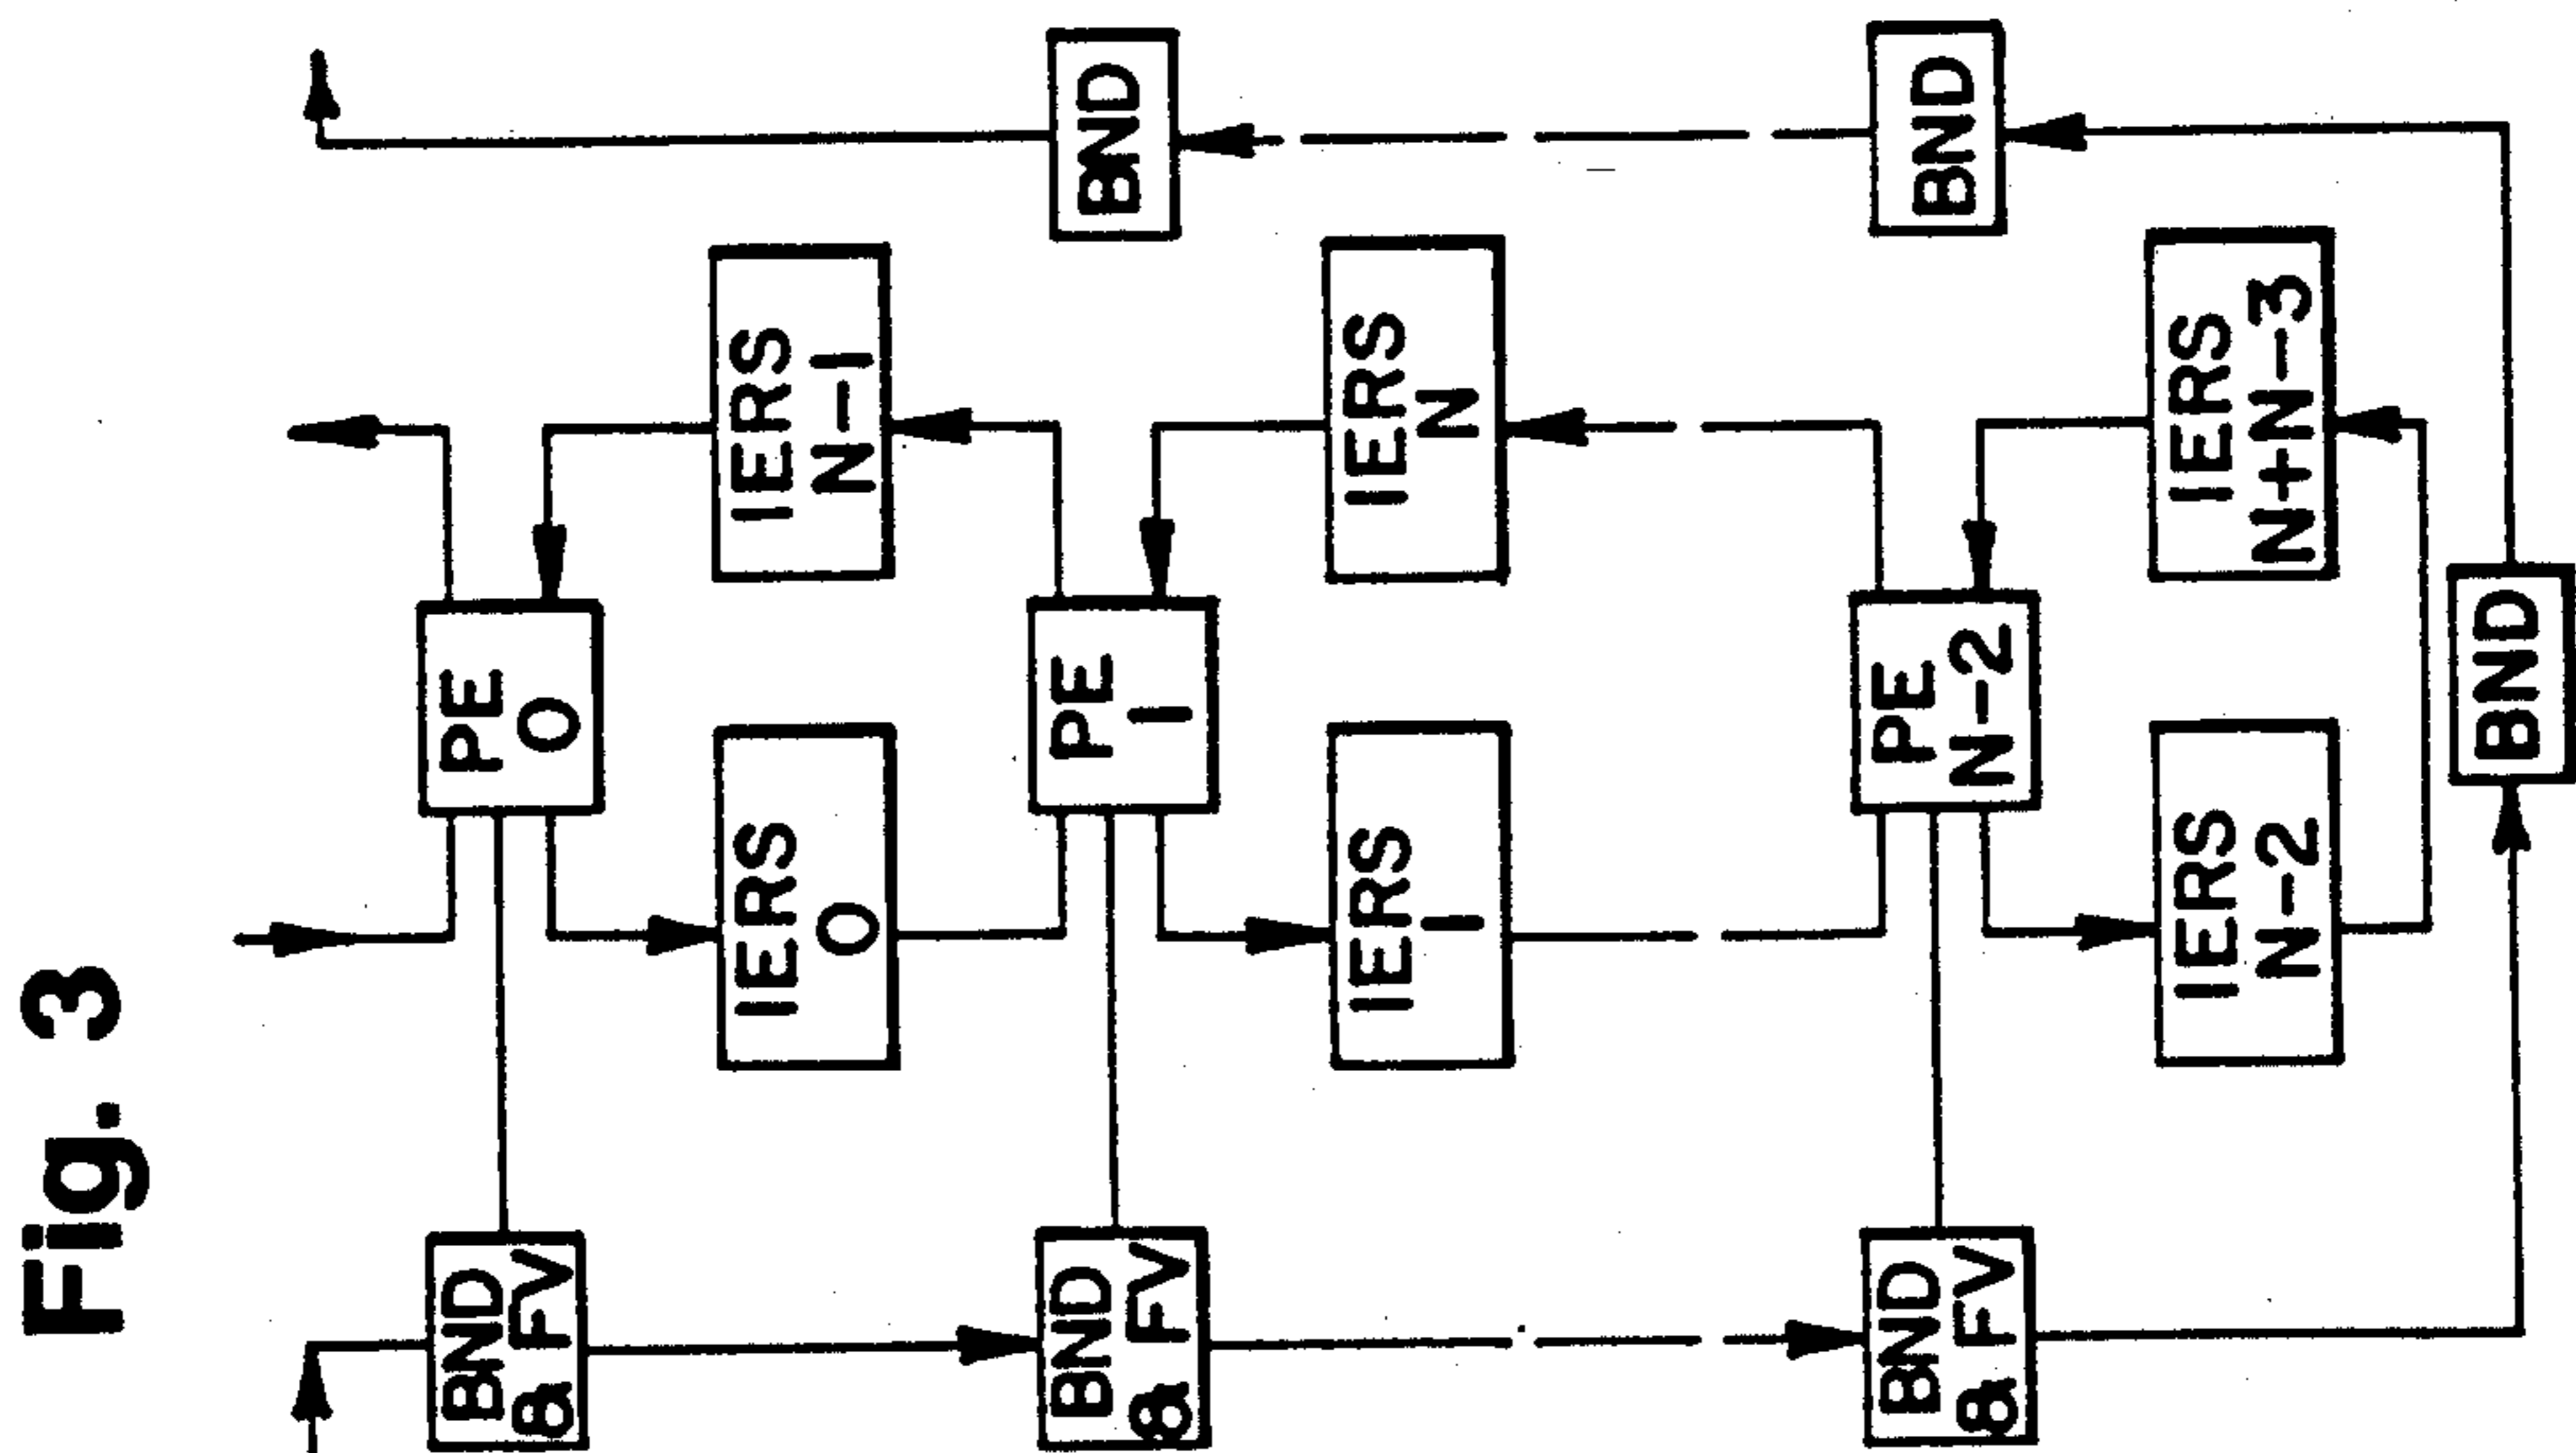 Fig. 3
BND
& FV
BND
& FV
BND
& FV
PE
0
IERS
0
PE
1
IERS
1
PE
N-2
IERS
N-2
BND
IERS
N-1
IERS
N
IERS
N+N-3
BND
BND